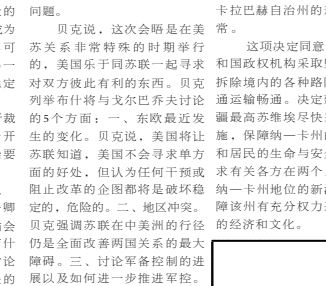 的
成为
可
一
定
裁
开
要
卿
会
什
论
的
问题。
贝克说，这次会晤是在美
苏关系非常特殊的时期举行
的，美国乐于同苏联一起寻求
对双方彼此有利的东西。贝克
列举布什将与戈尔巴乔夫讨论
的5个方面：一、东欧最近发
生的变化。贝克说，美国将让
苏联知道，美国不会寻求单方
面的好处，但认为任何干预或
阻止改革的企图都将是破坏稳
定的，危险的。二、地区冲突。
贝克强调苏联在中美洲的行径
仍是全面改善两国关系的最大
障碍。三、讨论军备控制的进
展以及如何进一步推进军控。
卡拉巴赫自治州的
常。
这项决定同意
和国政权机构采取
拆除境内的各种路
通运输畅通。决定
疆最高苏维埃尽快
施，保障纳—卡州
和居民的生命与安
求有关各方在两个
纳—卡州地位的新
障该州有充分权力
的经济和文化。